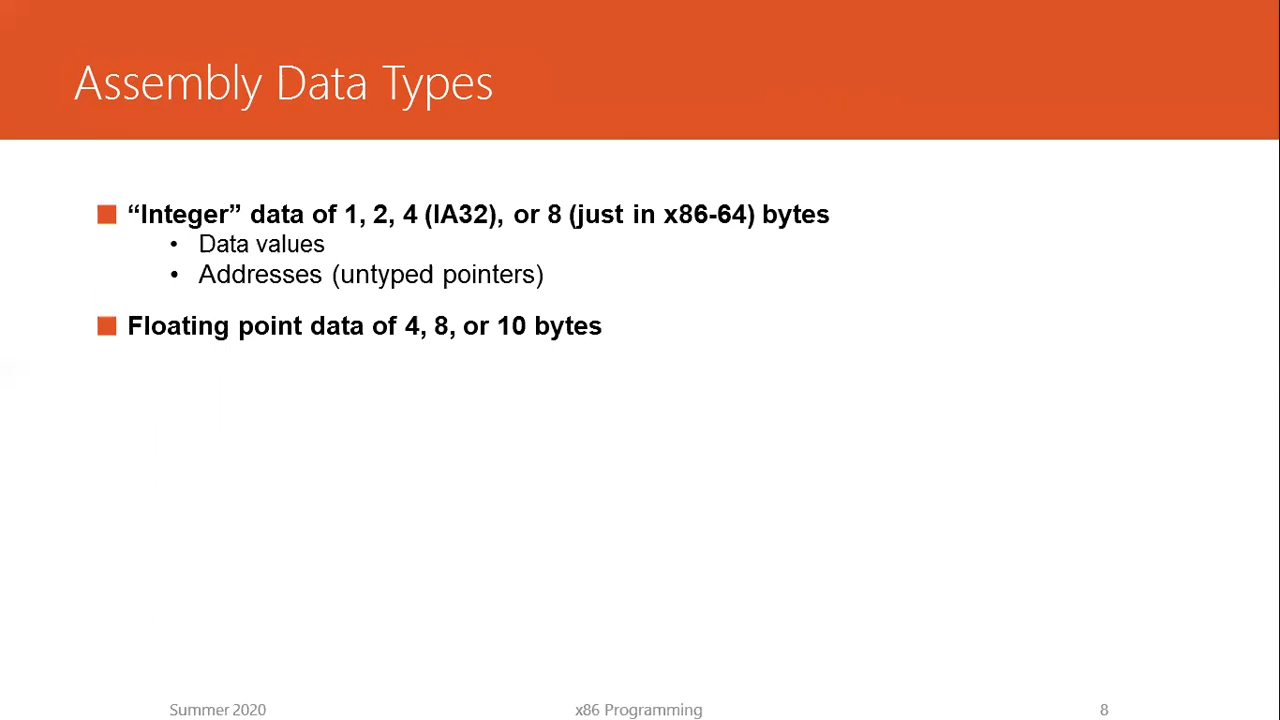 Assembly Data Types
“Integer” data of 1, 2, 4 (IA32), or 8 (just in x86-64) bytes
• Data values
• Addresses (untyped pointers)
Floating point data of 4, 8, or 10 bytes
Summer 2020
x86 Programming
8